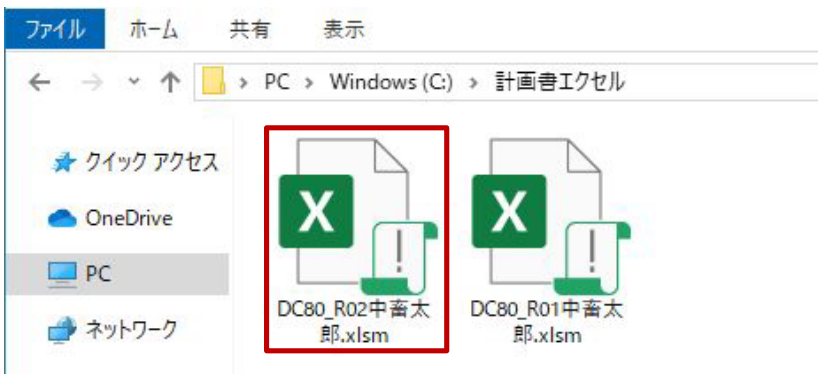 ファイル ホーム 共有 表示
PC > Windows (C:) > 計画書エクセル
クイック アクセス
OneDrive
PC
ネットワーク
DC80_R02中畜太
郎.xlsm
DC80_R01中畜太
郎.xlsm